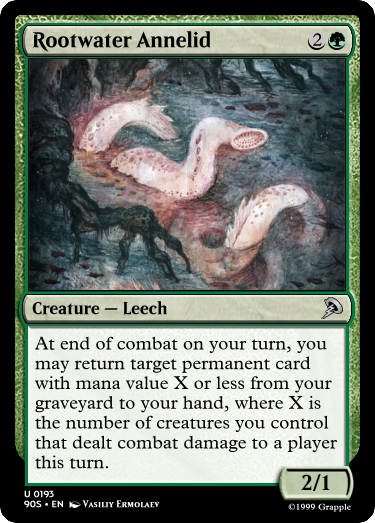 Rootwater Annelid 2
Creature — Leech
At end of combat on your turn, you
may return target permanent card
with mana value X or less from your
graveyard to your hand, where X is
the number of creatures you control
that dealt combat damage to a player
this turn.
2/1
U 0193
90S • EN Vasiliy Ermolaev
©1999 Grapple